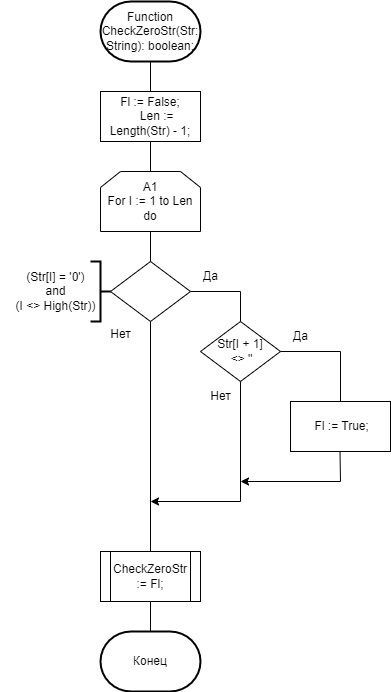 Function
CheckZeroStr(Str:
String): boolean;
Fl := False;
Len :=
Length(Str) - 1;
A1
For I := 1 to Len
do
(Str[I] = '0')
and
(I <> High(Str))
Да
Нет
Str[I + 1]
<> ''
Да
Нет
Fl := True;
CheckZeroStr
:= Fl;
Конец